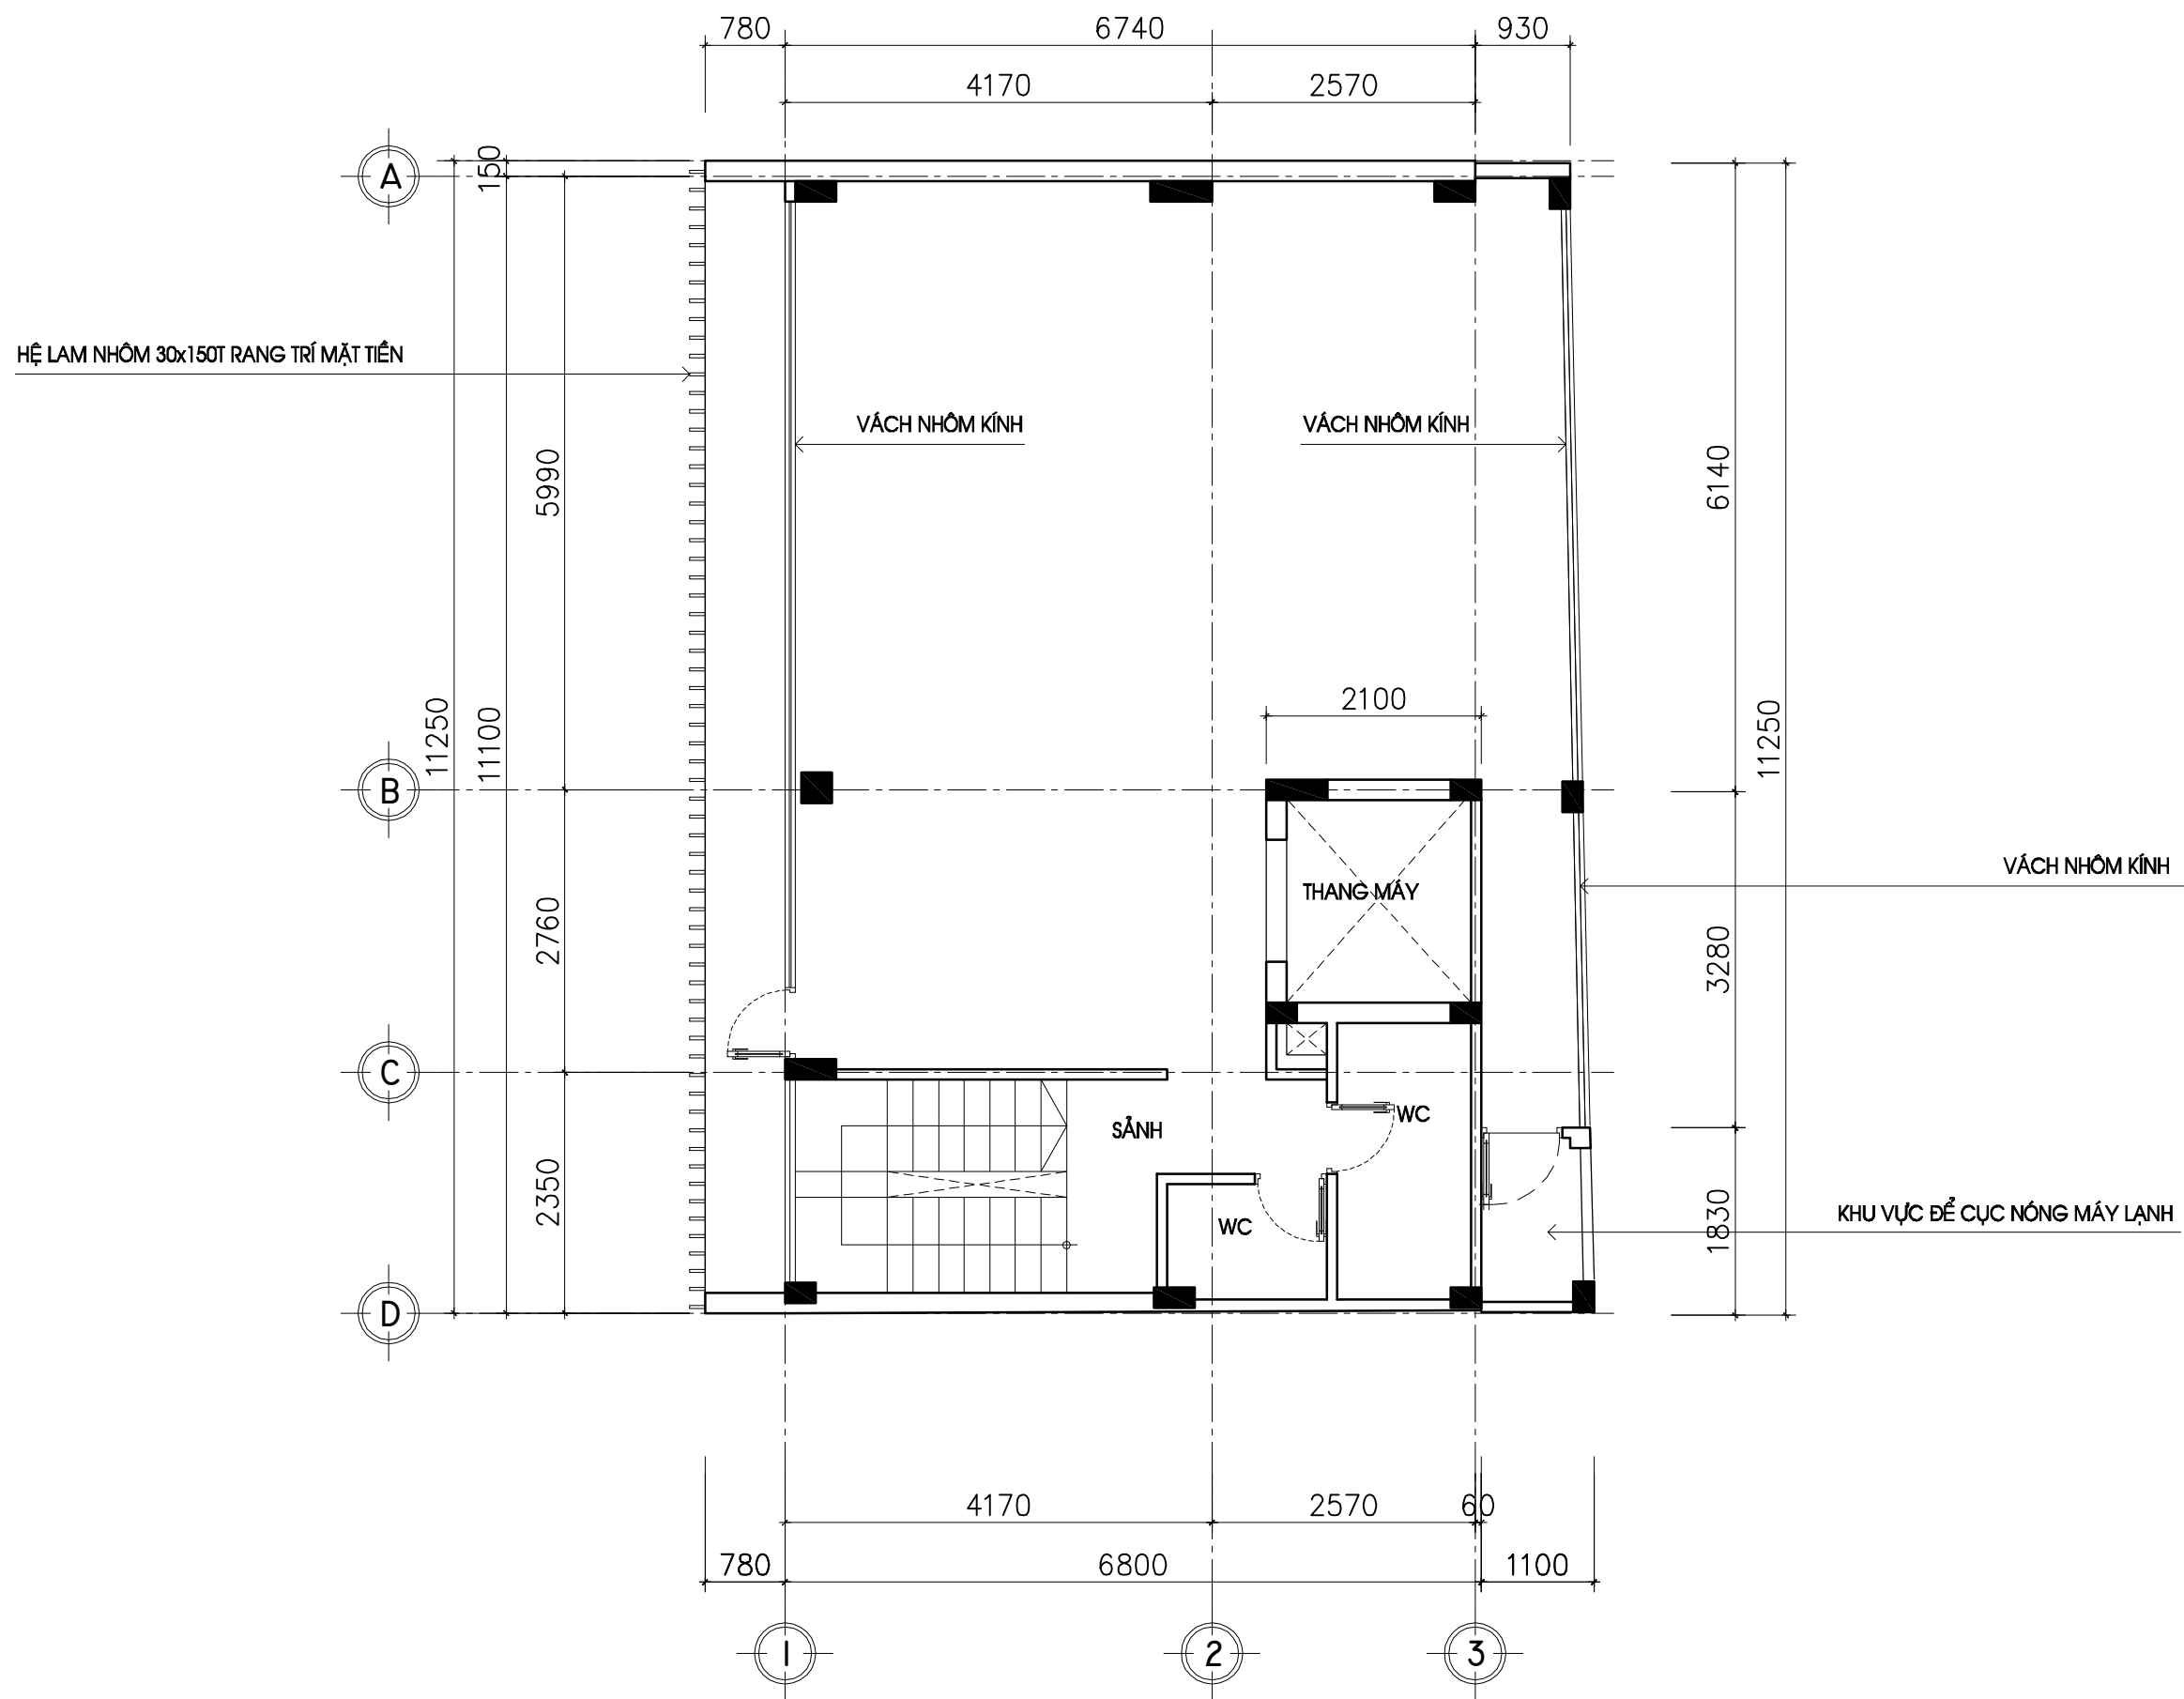 780 6740 930
4170 2570
A
150
HỆ LAM NHÔM 30x150T RANG TRÍ MẶT TIỀN
VÁCH NHÔM KÍNH
VÁCH NHÔM KÍNH
5990
6140
2100
11250
11100
11250
B
THANG MÁY
VÁCH NHÔM KÍNH
2760
3280
C
SẢNH
WC
WC
2350
1830
KHU VỰC ĐỂ CỤC NÓNG MÁY LẠNH
D
4170 2570 60
780 6800 1100
1 2 3